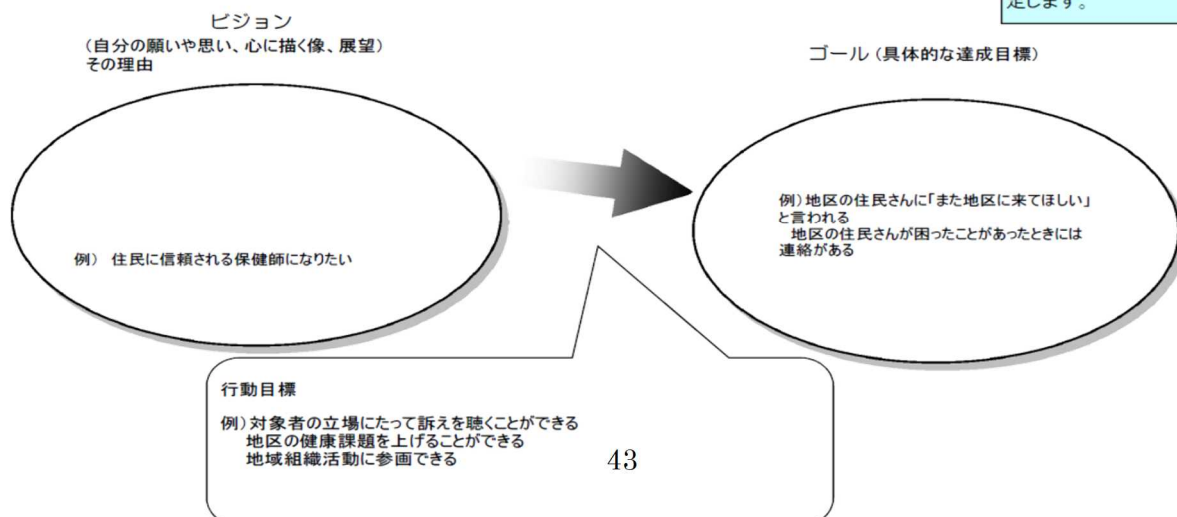 定します。
ビジョン
（自分の願いや思い、心に描く像、展望）
その理由
ゴール（具体的な達成目標）
例） 住民に信頼される保健師になりたい
例）地区の住民さんに「また地区に来てほしい」
と言われる
地区の住民さんが困ったことがあったときには
連絡がある
行動目標
例）対象者の立場にたって訴えを聴くことができる
地区の健康課題を上げることができる
地域組織活動に参画できる
43